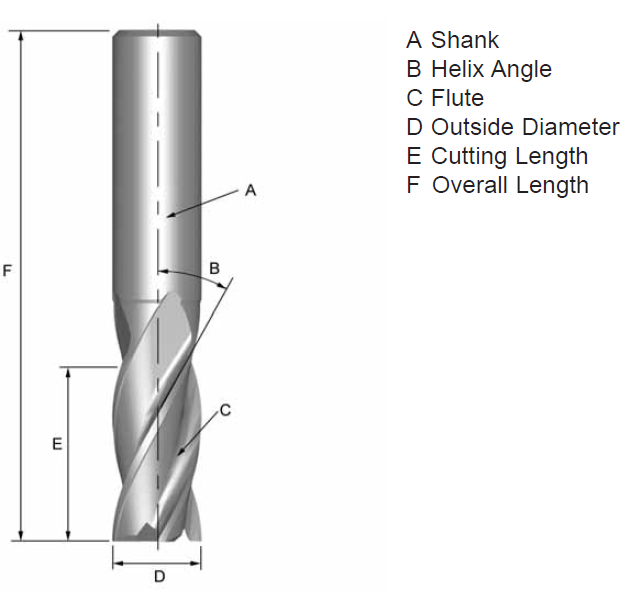 A Shank
B Helix Angle
C Flute
D Outside Diameter
E Cutting Length
F Overall Length
A
B
F
C
E
D